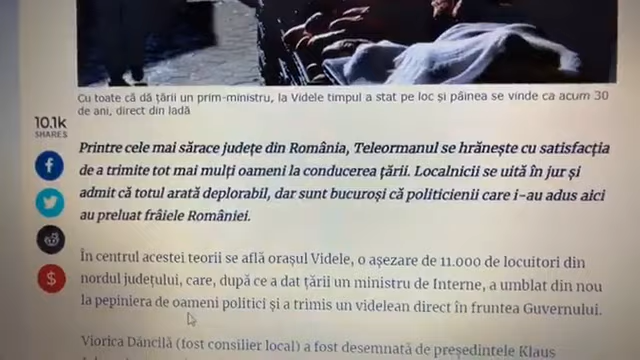 Cu toate că dă țării un prim-ministru, la Videle timpul a stat pe loc și pâinea se vinde ca acum 30
de ani, direct din ladă
10.1k
SHARES
Printre cele mai sărace județe din România, Teleormanul se hrănește cu satisfacția
de a trimite tot mai mulți oameni la conducerea țării. Localnicii se uită în jur și
admit că totul arată deplorabil, dar sunt bucuroși că politicienii care i-au adus aici
au preluat frâiele României.
În centrul acestei teorii se află orașul Videle, o așezare de 11.000 de locuitori din
nordul județului, care, după ce a dat țării un ministru de Interne, a umblat din nou
la pepiniera de oameni politici și a trimis un videlean direct în fruntea Guvernului.
Viorica Dăncilă (fost consilier local) a fost desemnată de președintele Klaus